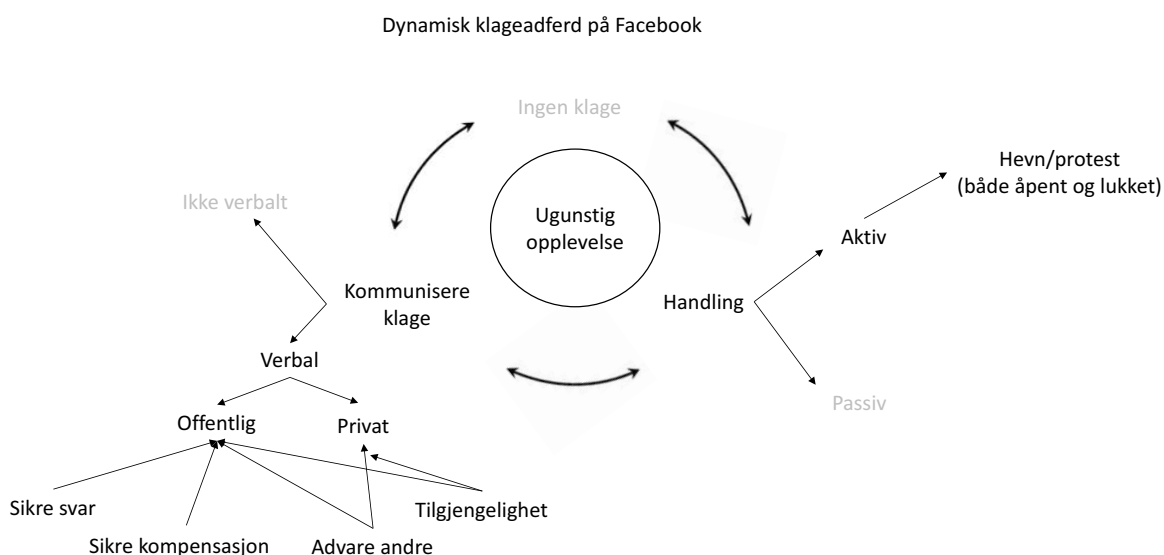 Dynamisk klageadferd på Facebook
Ingen klage
Hevn/protest
(både åpent og lukket)
Ikke verbalt
Ugunstig
opplevelse
Aktiv
Kommunisere
klage
Handling
Verbal
Passiv
Offentlig
Privat
Sikre svar
Tilgjengelighet
Sikre kompensasjon
Advare andre